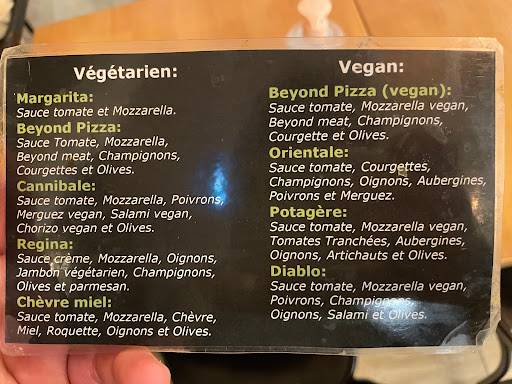 Végétarien:
Margarita:
Sauce tomate et Mozzarella.
Beyond Pizza:
Sauce Tomate, Mozzarella,
Beyond meat, Champignons,
Courgettes et Olives.
Cannibale:
Sauce tomate, Mozzarella, Poivrons,
Merguez vegan, Salami vegan,
Chorizo vegan et Olives.
Regina:
Sauce crème, Mozzarella, Oignons,
Jambon végétarien, Champignons,
Olives et parmesan.
Chèvre miel:
Sauce tomate, Mozzarella, Chèvre,
Miel, Roquette, Oignons et Olives.
Vegan:
Beyond Pizza (vegan):
Sauce tomate, Mozzarella vegan,
Beyond meat, Champignons,
Courgette et Olives.
Orientale:
Sauce tomate, Courgettes,
Champignons, Oignons, Aubergines,
Poivrons et Merguez.
Potagère:
Sauce tomate, Mozzarella vegan,
Tomates Tranchées, Aubergines,
Oignons, Artichauts et Olives.
Diablo:
Sauce tomate, Mozzarella vegan,
Poivrons, Champignons,
Oignons, Salami et Olives.